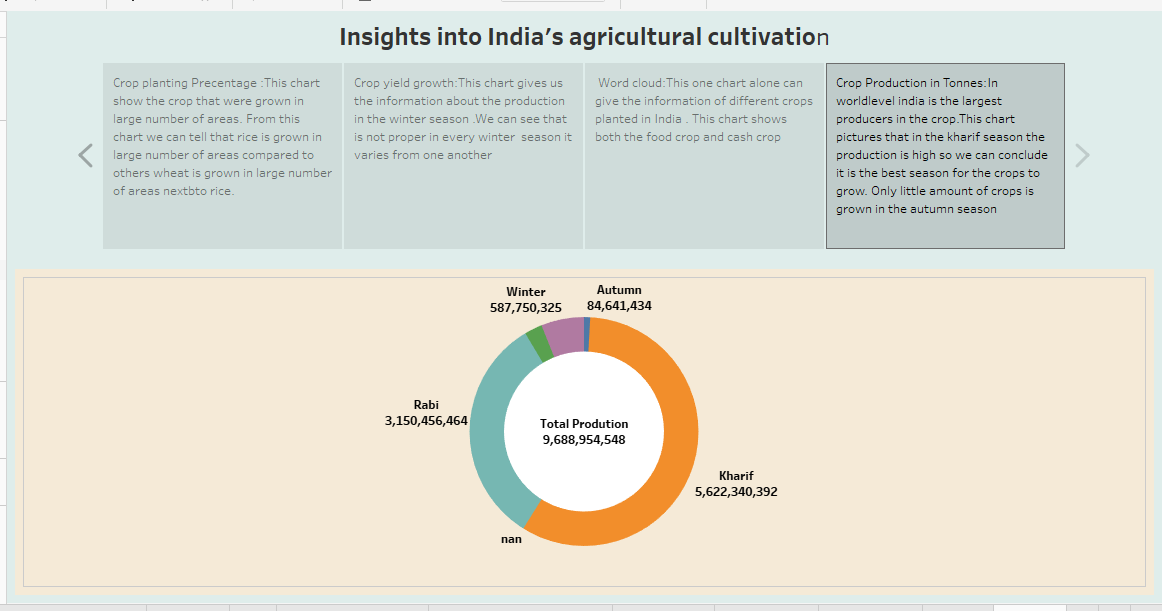 Insights into India's agricultural cultivation
Crop planting Precentage :This chart
show the crop that were grown in
large number of areas. From this
chart we can tell that rice is grown in
large number of areas compared to
others wheat is grown in large number
of areas nextbto rice.
Crop yield growth:This chart gives us
the information about the production
in the winter season .We can see that
is not proper in every winter season it
varies from one another
Word cloud:This one chart alone can
give the information of different crops
planted in India . This chart shows
both the food crop and cash crop
Crop Production in Tonnes:In
worldlevel india is the largest
producers in the crop.This chart
pictures that in the kharif season the
production is high so we can conclude
it is the best season for the crops to
grow. Only little amount of crops is
grown in the autumn season
Winter
587,750,325
Autumn
84,641,434
Rabi
3,150,456,464
Total Prodution
9,688,954,548
Kharif
5,622,340,392
nan